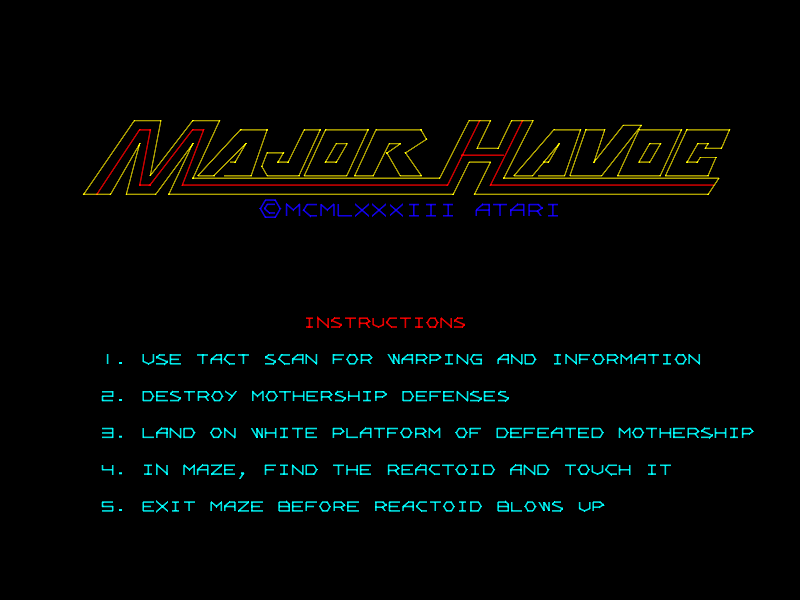 MAJOR HAVOC
©MCMLXXXIII ATARI
INSTRUCTIONS
1. USE TACT SCAN FOR WARPING AND INFORMATION
2. DESTROY MOTHERSHIP DEFENSES
3. LAND ON WHITE PLATFORM OF DEFEATED MOTHERSHIP
4. IN MAZE, FIND THE REACTOID AND TOUCH IT
5. EXIT MAZE BEFORE REACTOID BLOWS UP